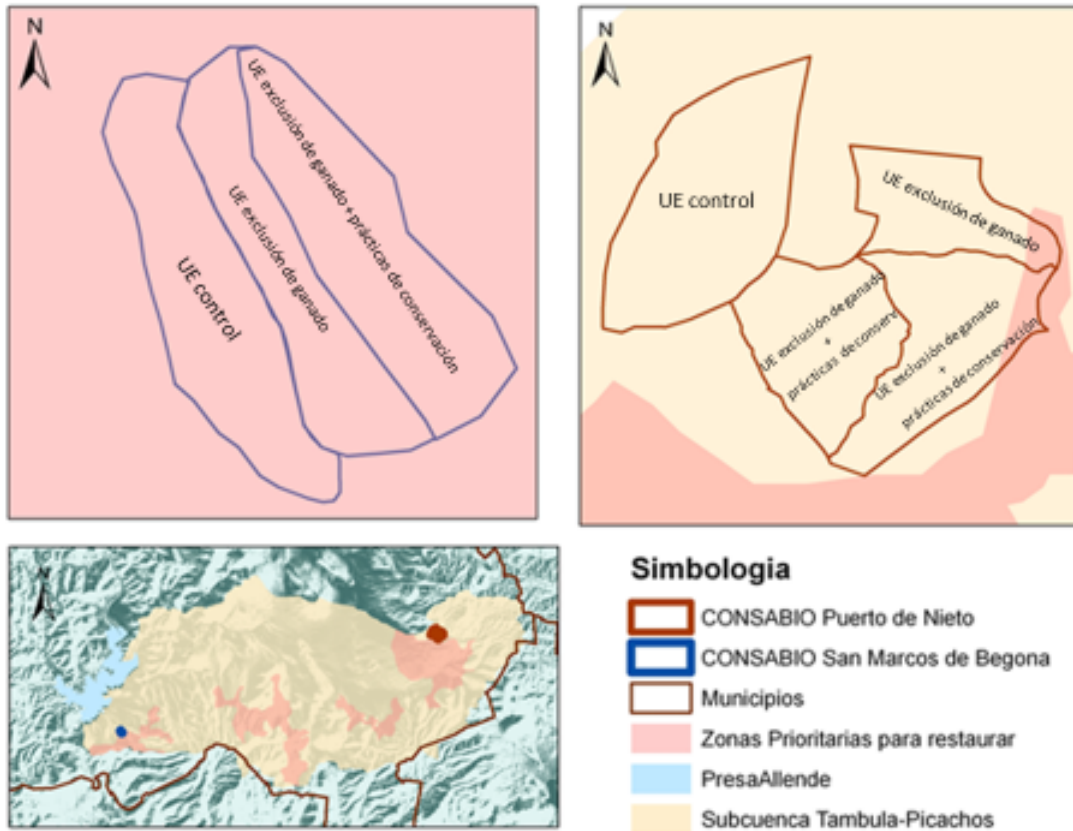 N
UE exclusión de ganado + prácticas de conservación
UE exclusión de ganado
UE control
N
UE control
UE exclusión de ganado
UE exclusión de ganado
+
prácticas de conserv
UE exclusión de ganado
+
prácticas de conservación
N
Simbologia
CONSABIO Puerto de Nieto
CONSABIO San Marcos de Begona
Municípios
Zonas Prioritarias para restaurar
PresaAllende
Subcuenca Tambula-Picachos